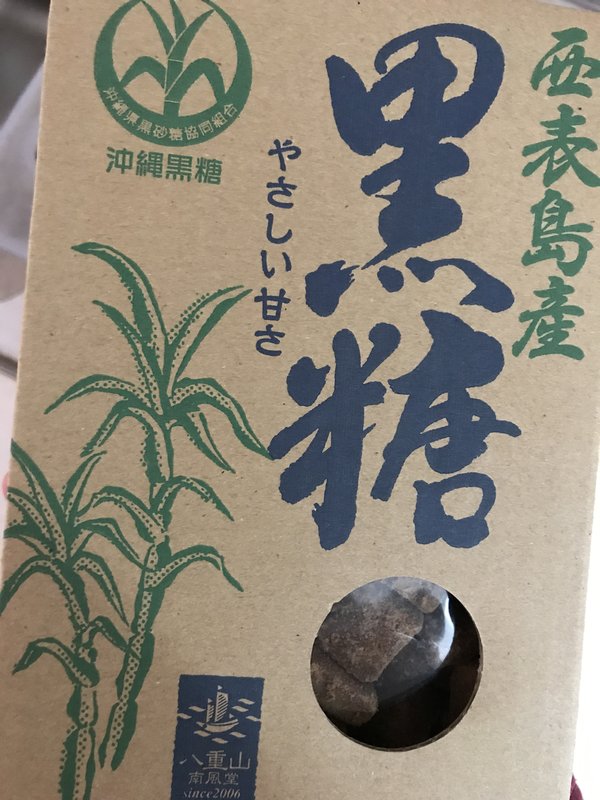 西表島産
黒糖
やさしい甘さ
沖縄県黒砂糖協同組合
沖縄黒糖
八重山
南風堂
since2006